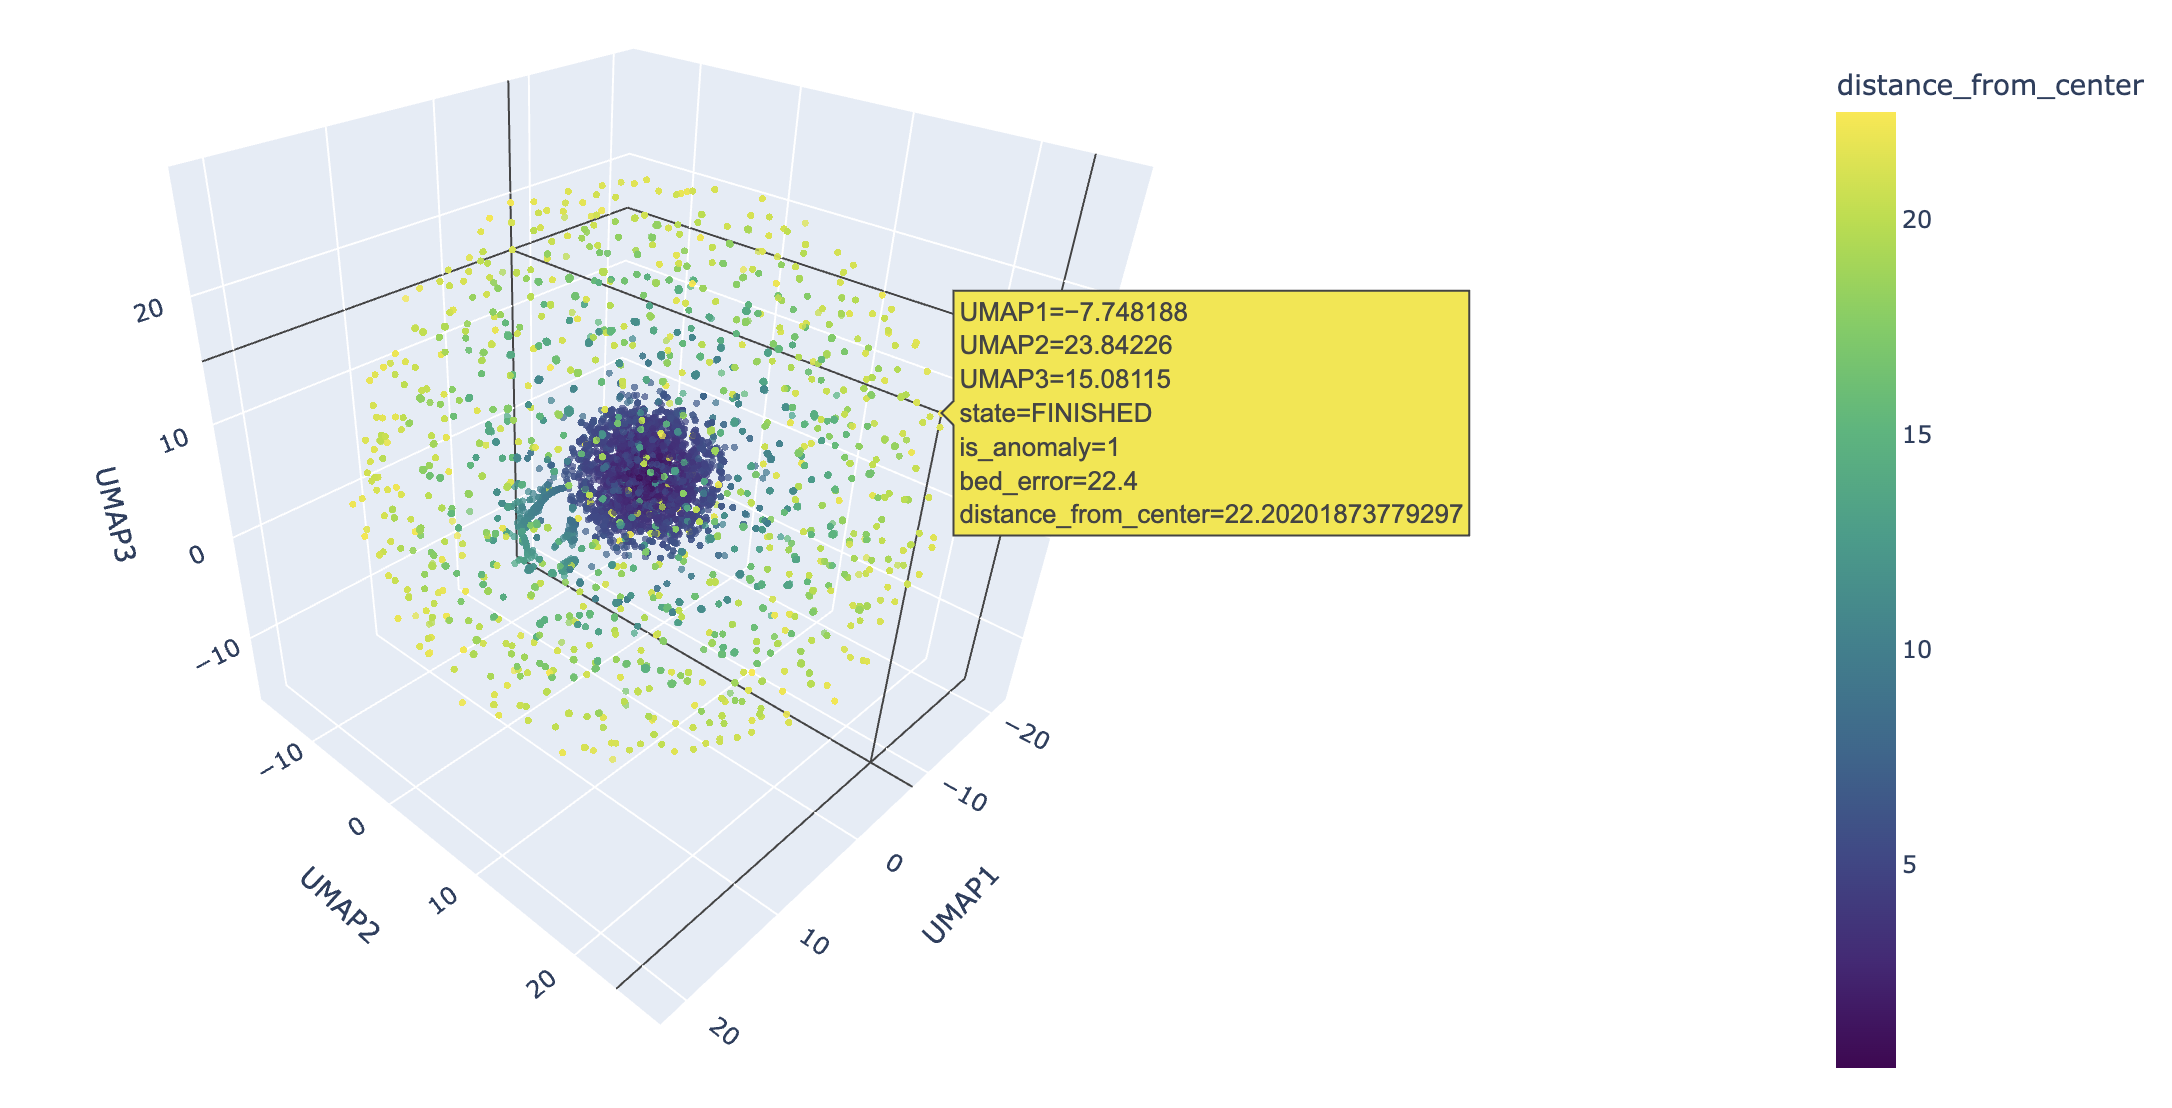 distance_from_center
20
15
10
5
UMAP1=−7.748188
UMAP2=23.84226
UMAP3=15.08115
state=FINISHED
is_anomaly=1
bed_error=22.4
distance_from_center=22.20201873779297
20
10
0
−10
UMAP3
−10
0
10
20
UMAP2
−20
−10
0
10
20
UMAP1